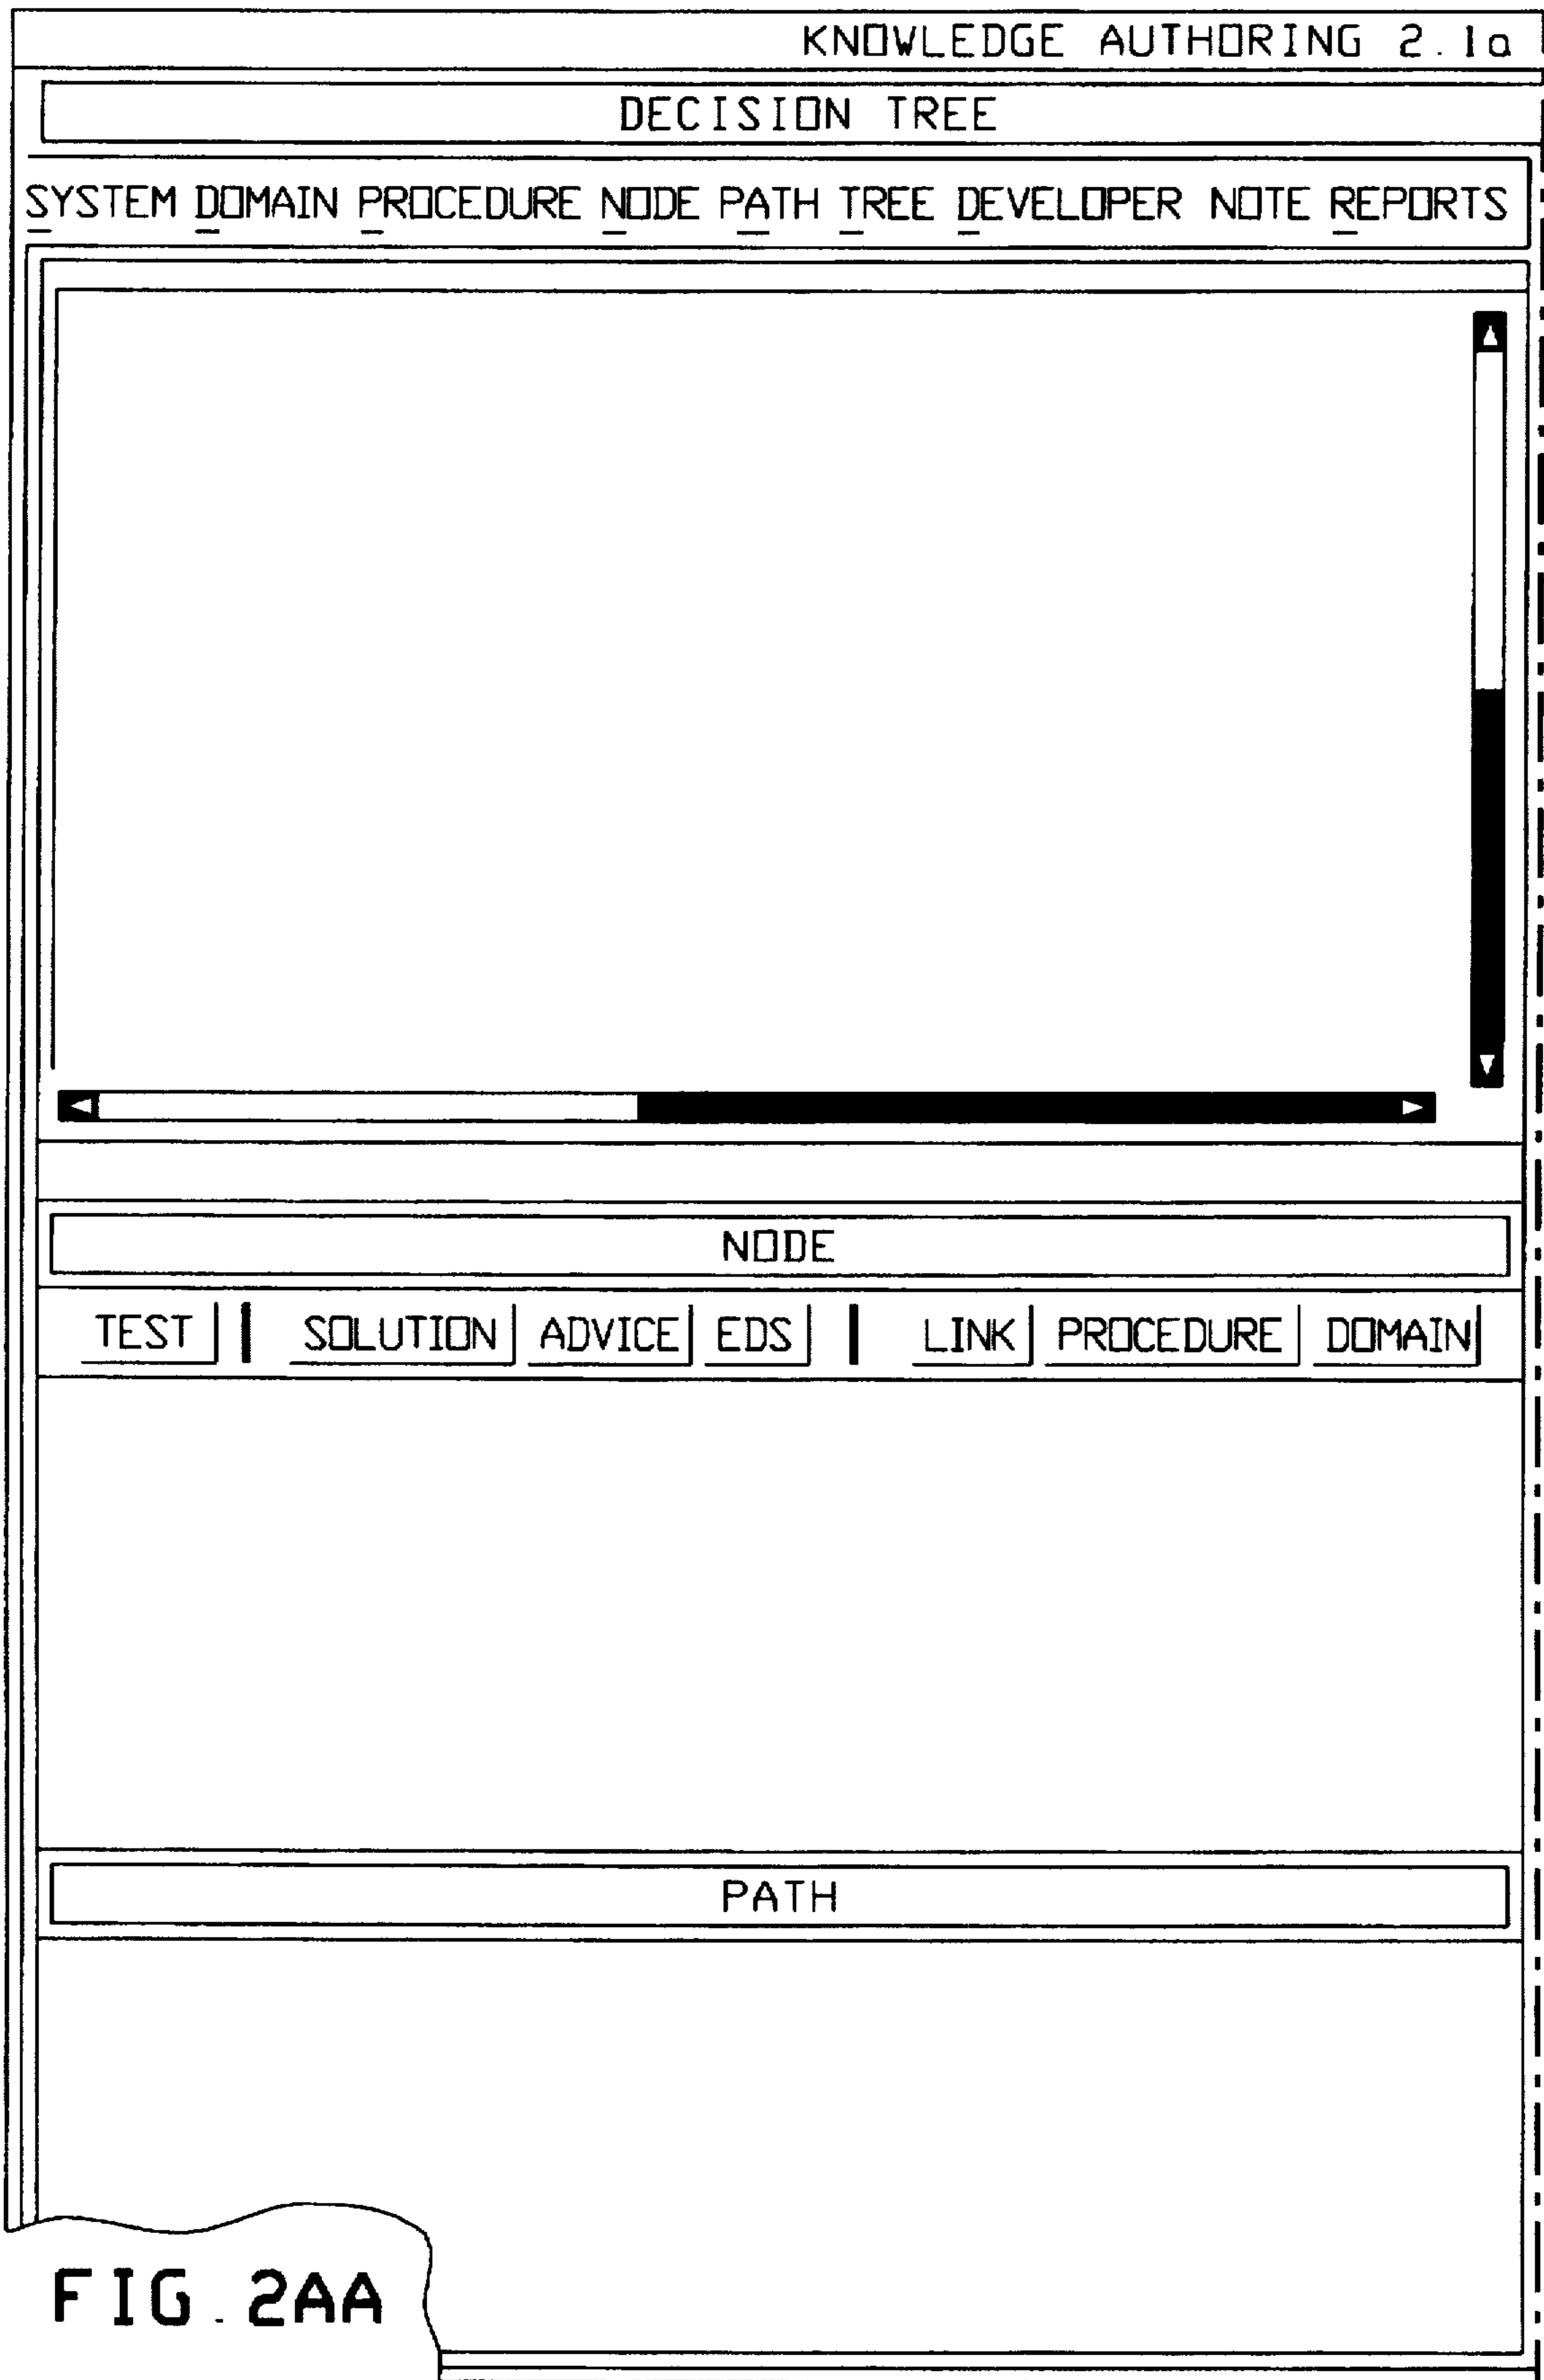 KNOWLEDGE AUTHORING 2.1a
DECISION TREE
SYSTEM DOMAIN PROCEDURE NODE PATH TREE DEVELOPER NOTE REPORTS
NODE
TEST SOLUTION ADVICE EDS LINK PROCEDURE DOMAIN
PATH
FIG. 2AA